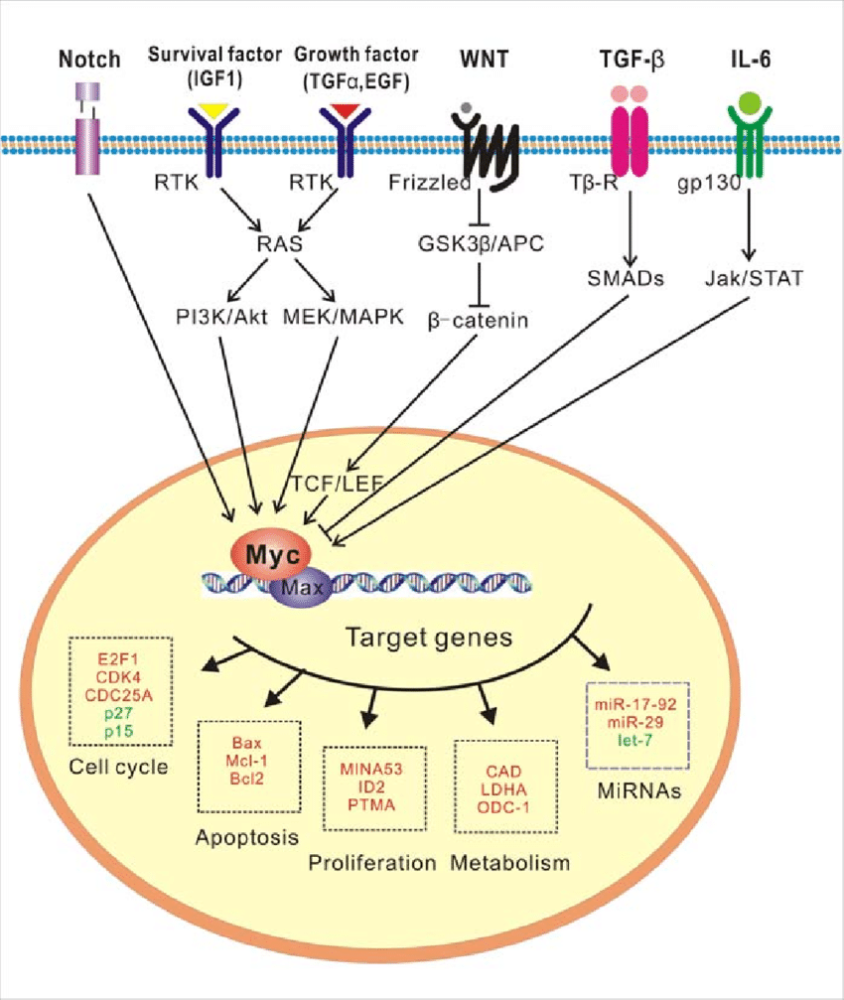 Notch
Survival factor
(IGF1)
Growth factor
(TGFα,EGF)
WNT
TGF-β
IL-6
RTK
RTK
Frizzled
Tβ-R
gp130
RAS
GSK3β/APC
SMADs
Jak/STAT
PI3K/Akt
MEK/MAPK
β-catenin
TCF/LEF
Myc
Max
Target genes
E2F1
CDK4
CDC25A
p27
p15
Cell cycle
Bax
Mcl-1
Bcl2
Apoptosis
MINA53
ID2
PTMA
Proliferation
CAD
LDHA
ODC-1
Metabolism
miR-17-92
miR-29
let-7
MiRNAs